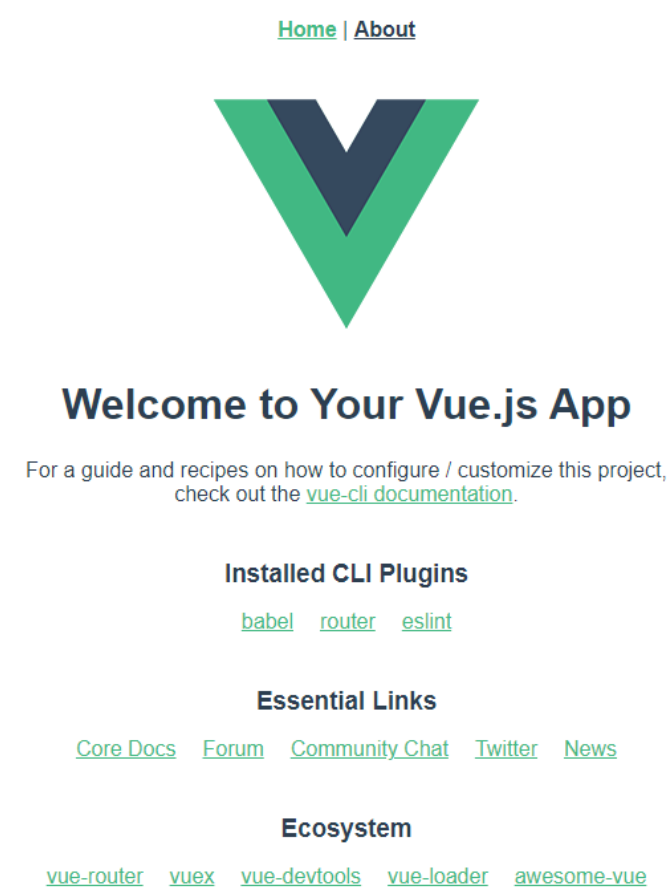 Home | About
Welcome to Your Vue.js App
For a guide and recipes on how to configure / customize this project,
check out the vue-cli documentation.
Installed CLI Plugins
babel router eslint
Essential Links
Core Docs Forum Community Chat Twitter News
Ecosystem
vue-router vuex vue-devtools vue-loader awesome-vue